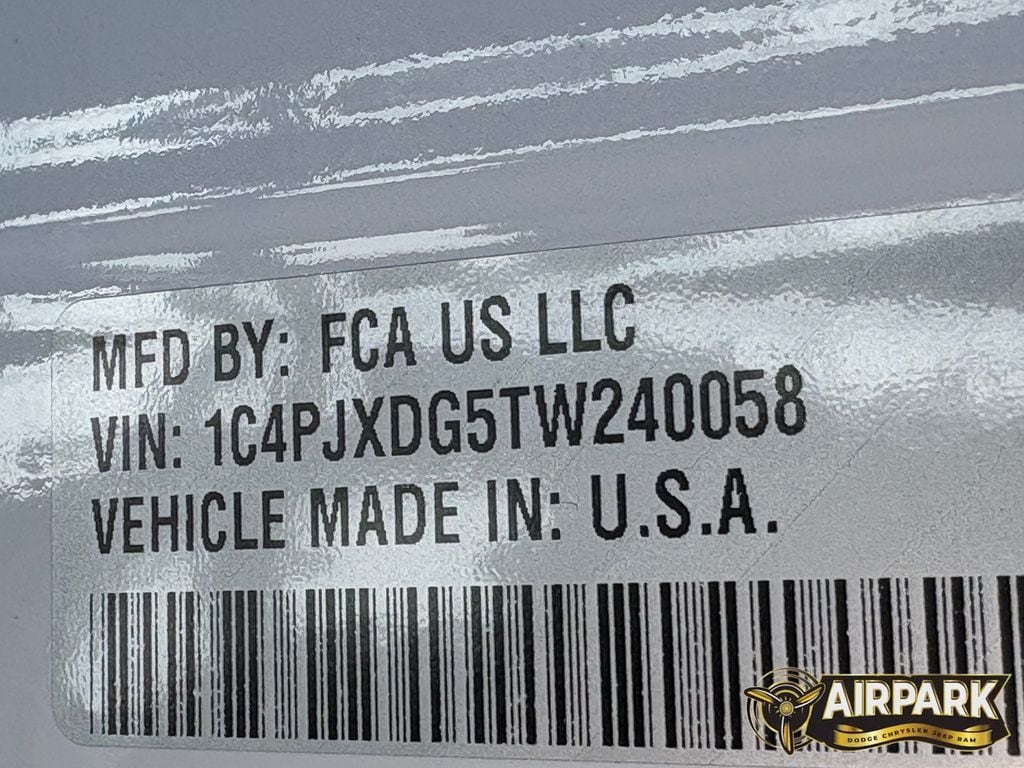 MFD BY: FCA US LLC
VIN: 1C4PJXDG5TW240058
VEHICLE MADE IN: U.S.A.
AIRPARK
DODGE CHRYSLER JEEP RAM